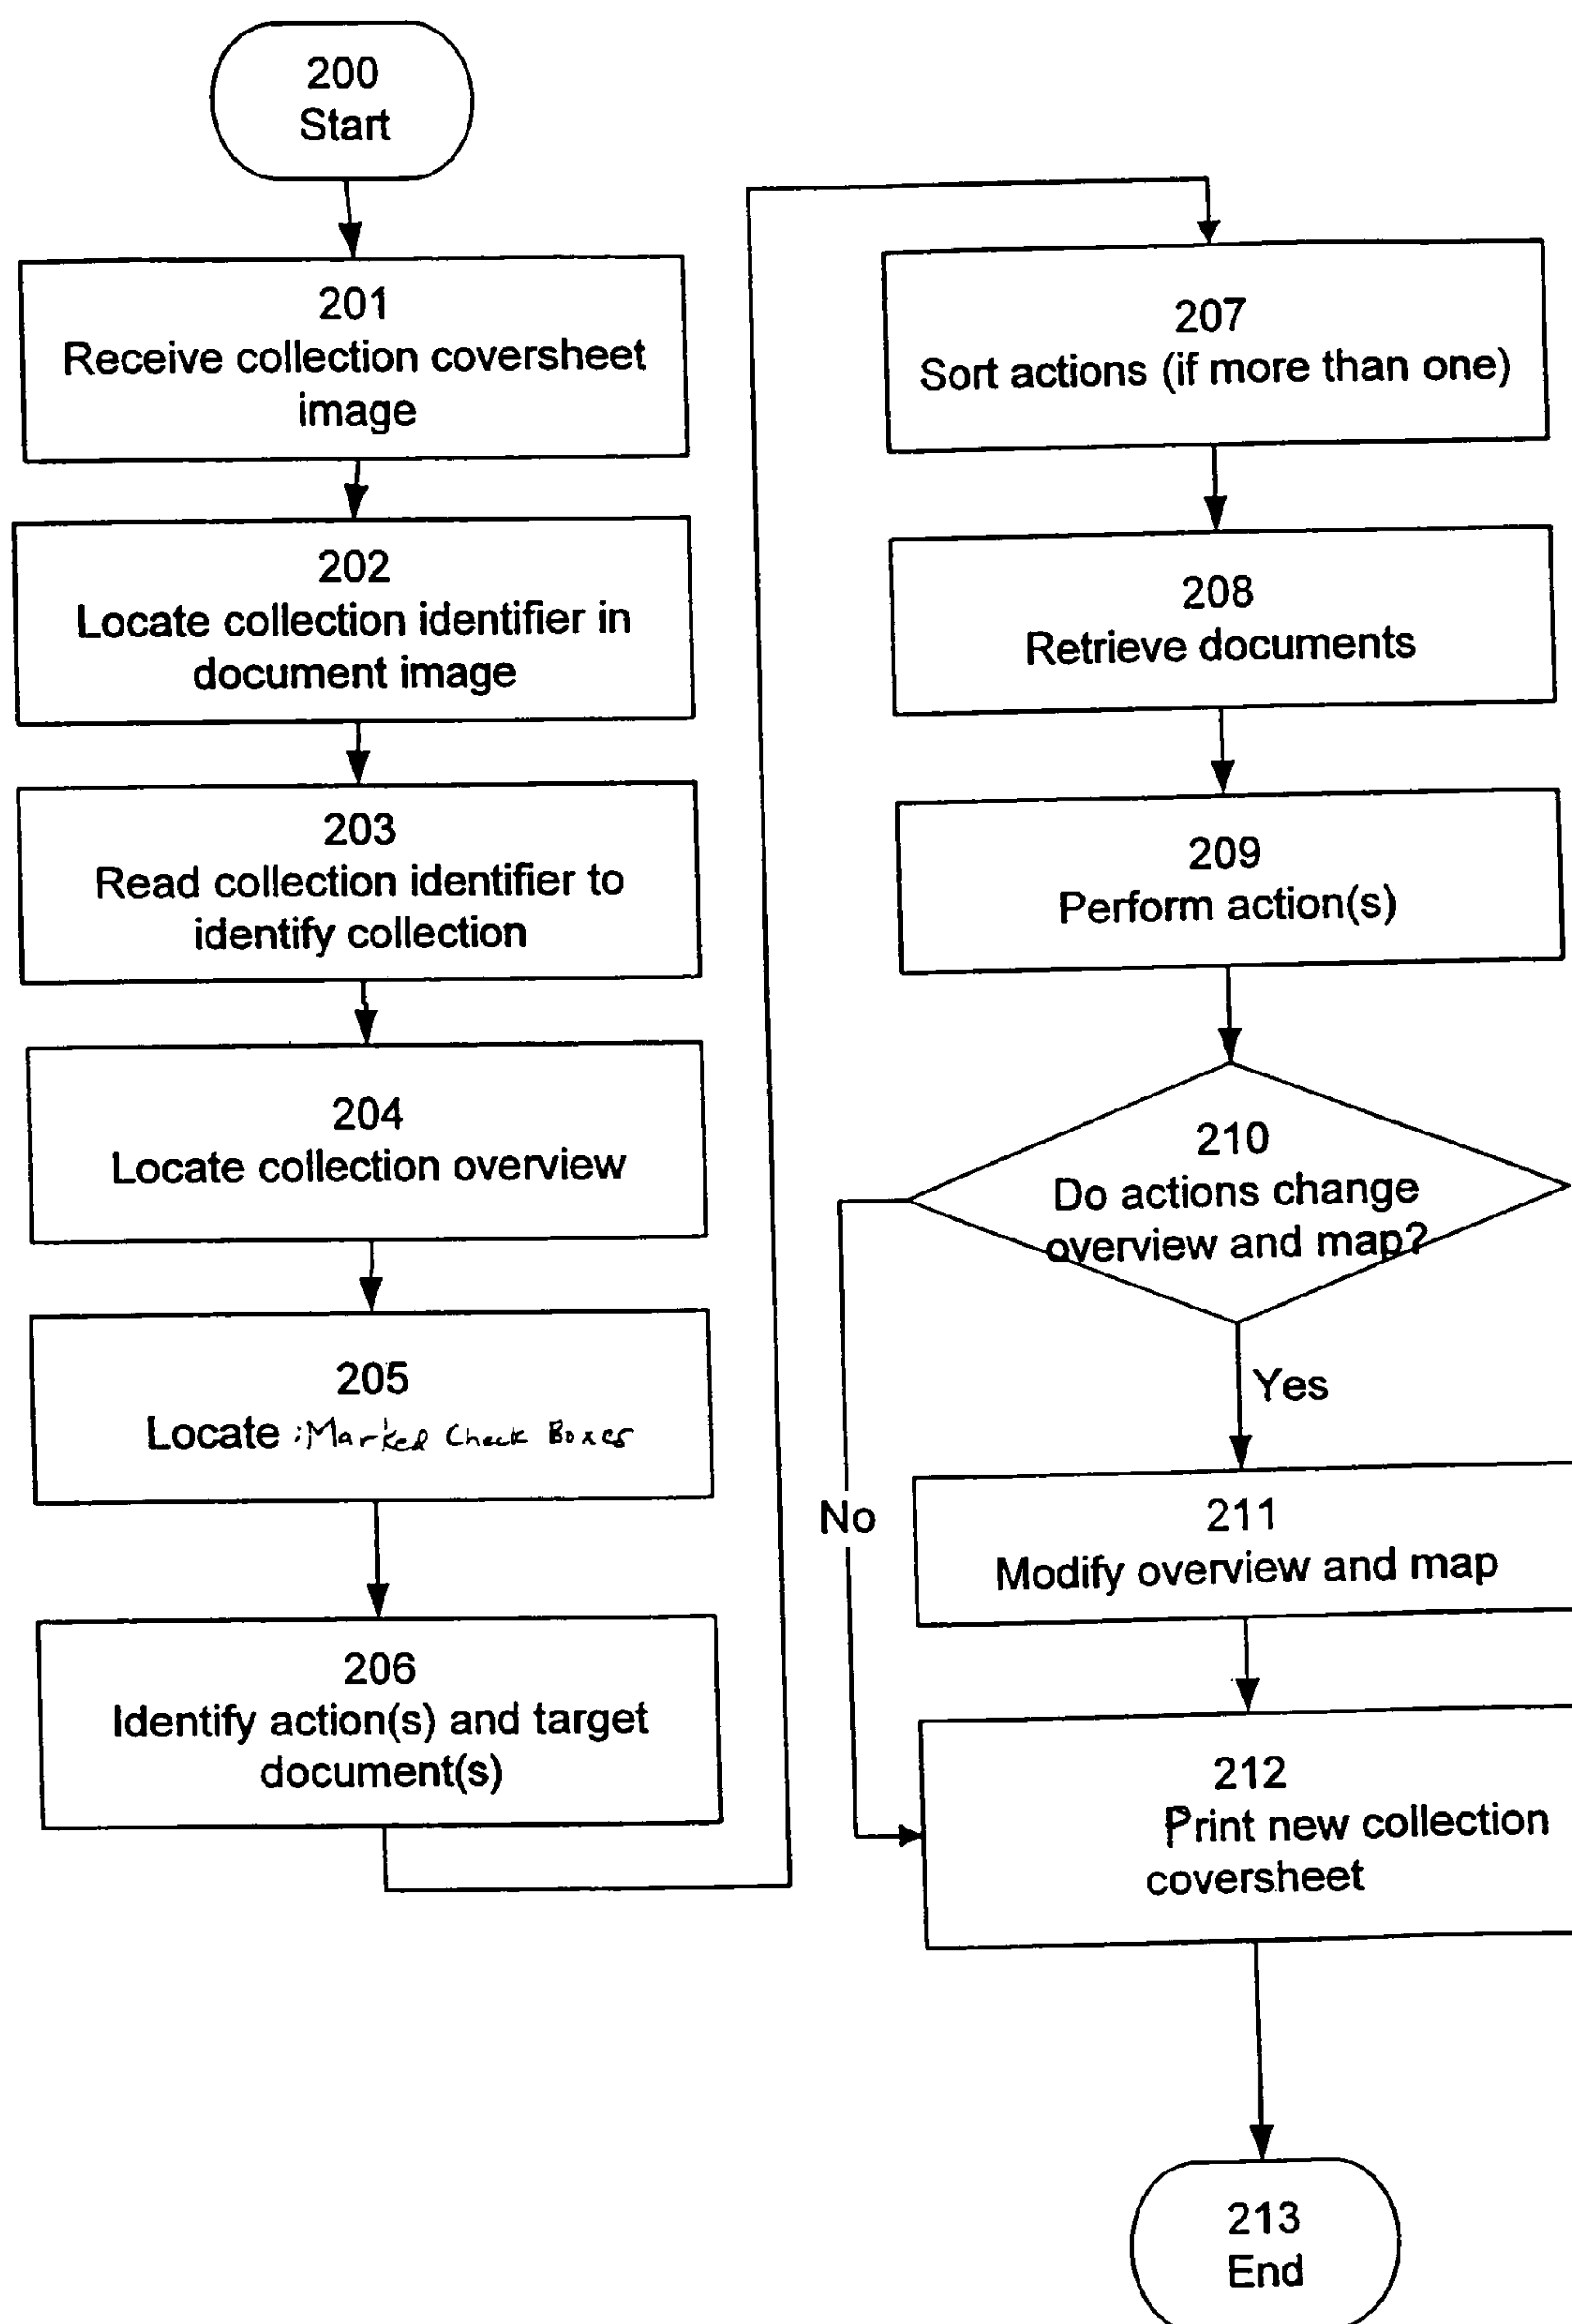 200
Start
201
Receive collection coversheet
image
202
Locate collection identifier in
document image
203
Read collection identifier to
identify collection
204
Locate collection overview
205
Locate :Marked Check Boxes
206
Identify action(s) and target
document(s)
207
Sort actions (if more than one)
208
Retrieve documents
209
Perform action(s)
210
Do actions change
overview and map?
Yes
No
211
Modify overview and map
212
Print new collection
coversheet
213
End